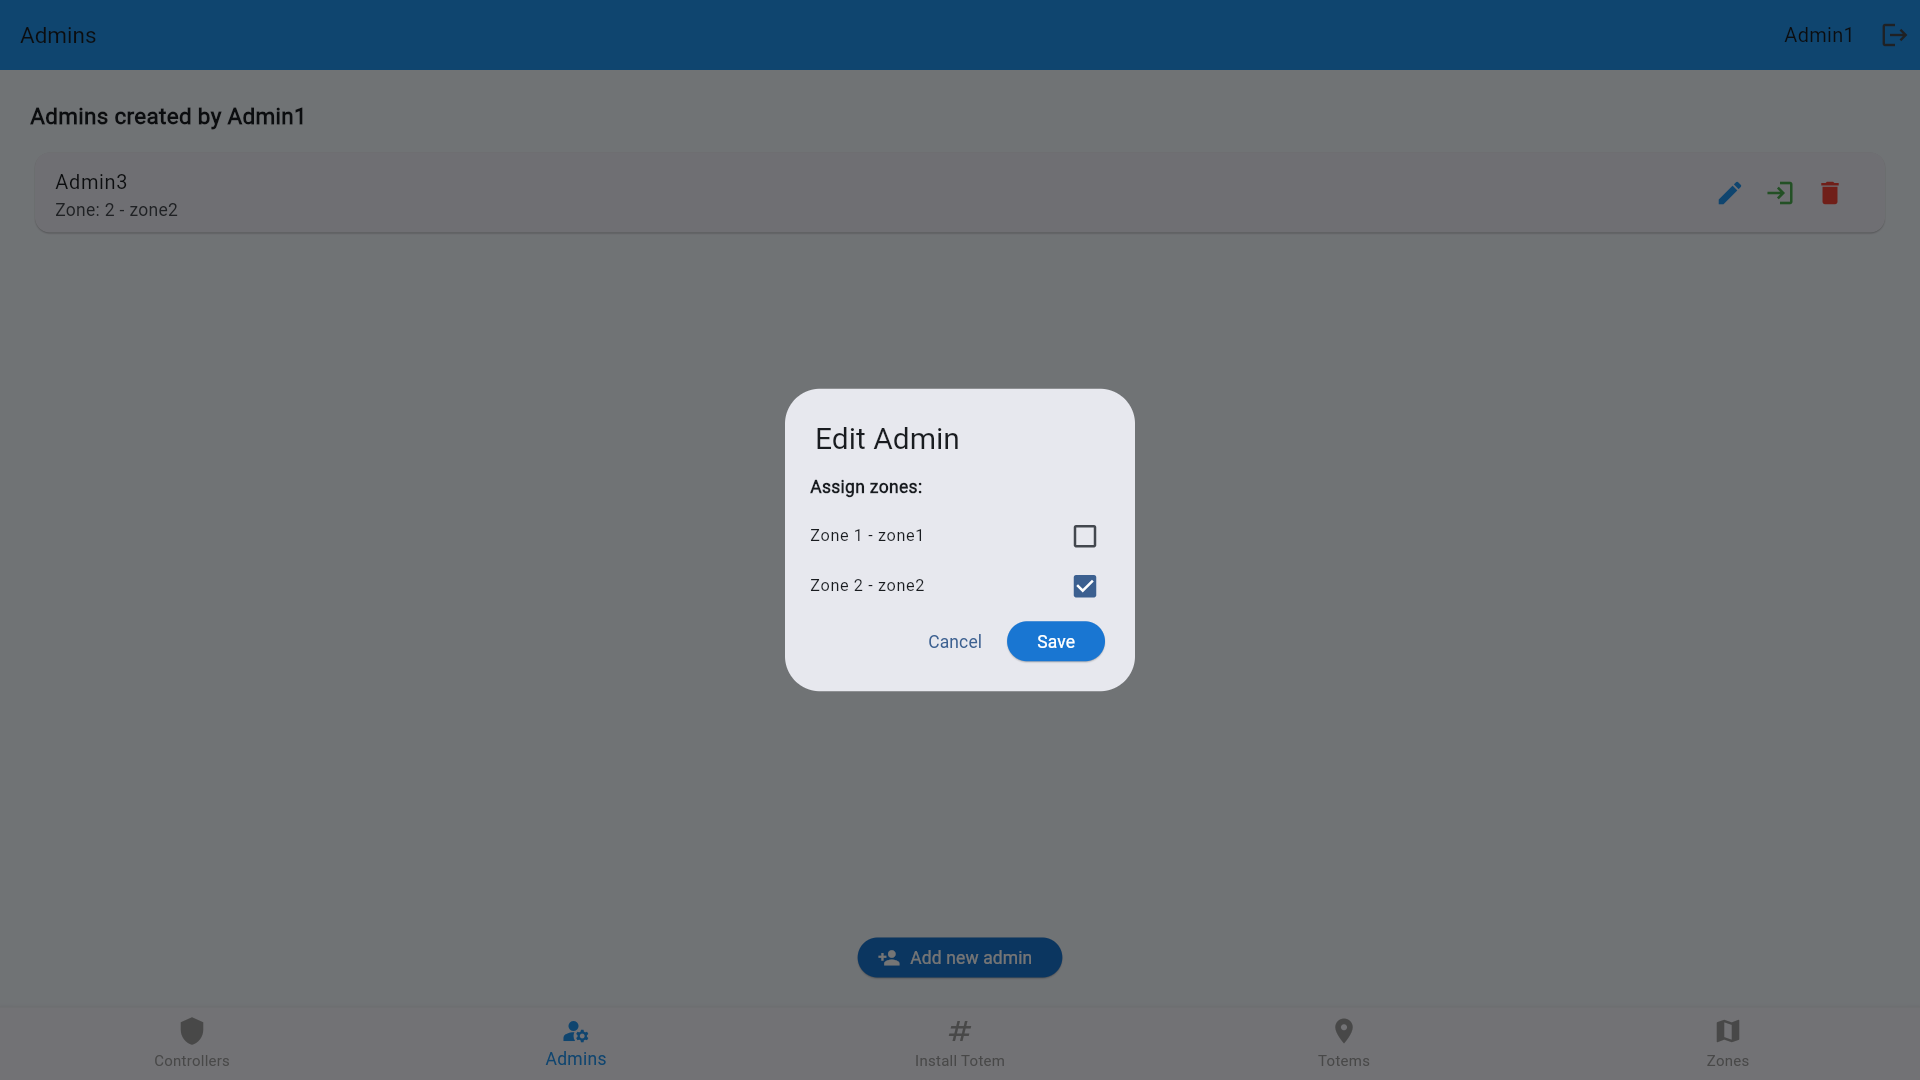 Admins
Admin1
Admins created by Admin1
Admin3
Zone: 2 - zone2
Edit Admin
Assign zones:
Zone 1 - zone1
Zone 2 - zone2
Cancel
Save
Add new admin
Controllers
Admins
Install Totem
Totems
Zones